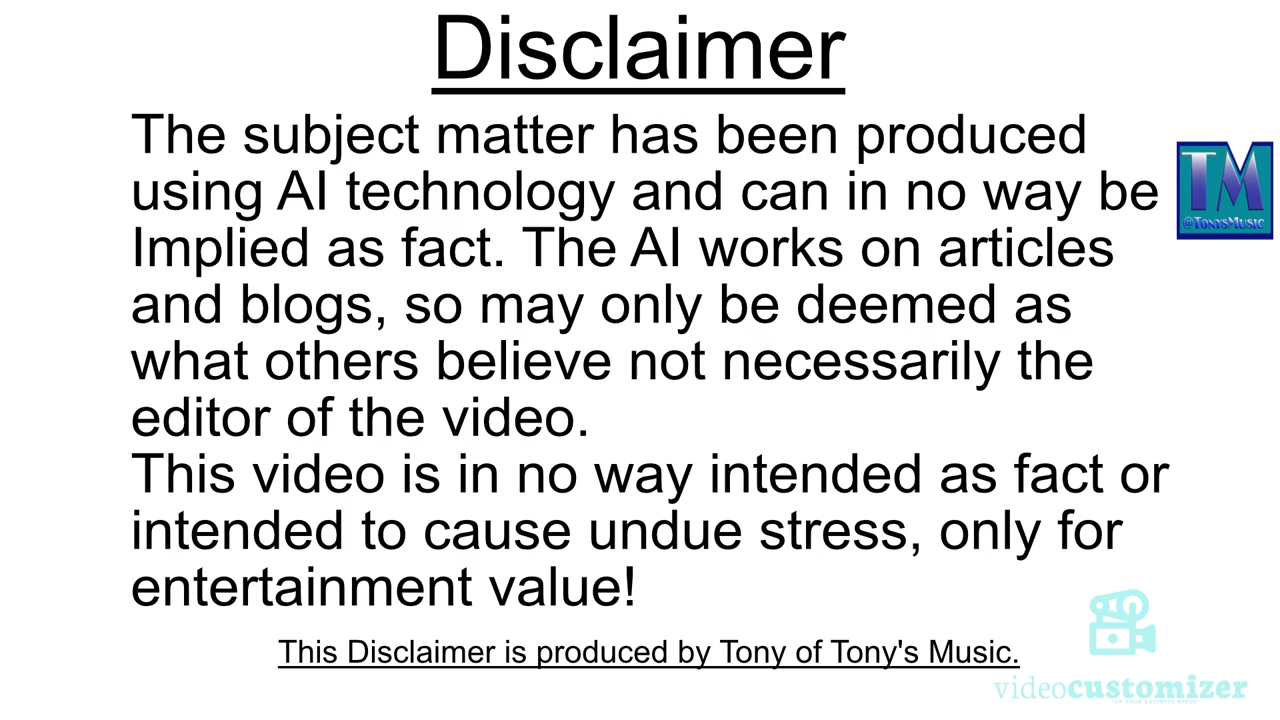 Disclaimer
The subject matter has been produced
using AI technology and can in no way be
Implied as fact. The AI works on articles
and blogs, so may only be deemed as
what others believe not necessarily the
editor of the video.
This video is in no way intended as fact or
intended to cause undue stress, only for
entertainment value!
This Disclaimer is produced by Tony of Tony's Music.
TM
@TonysMusic
videocustomizer